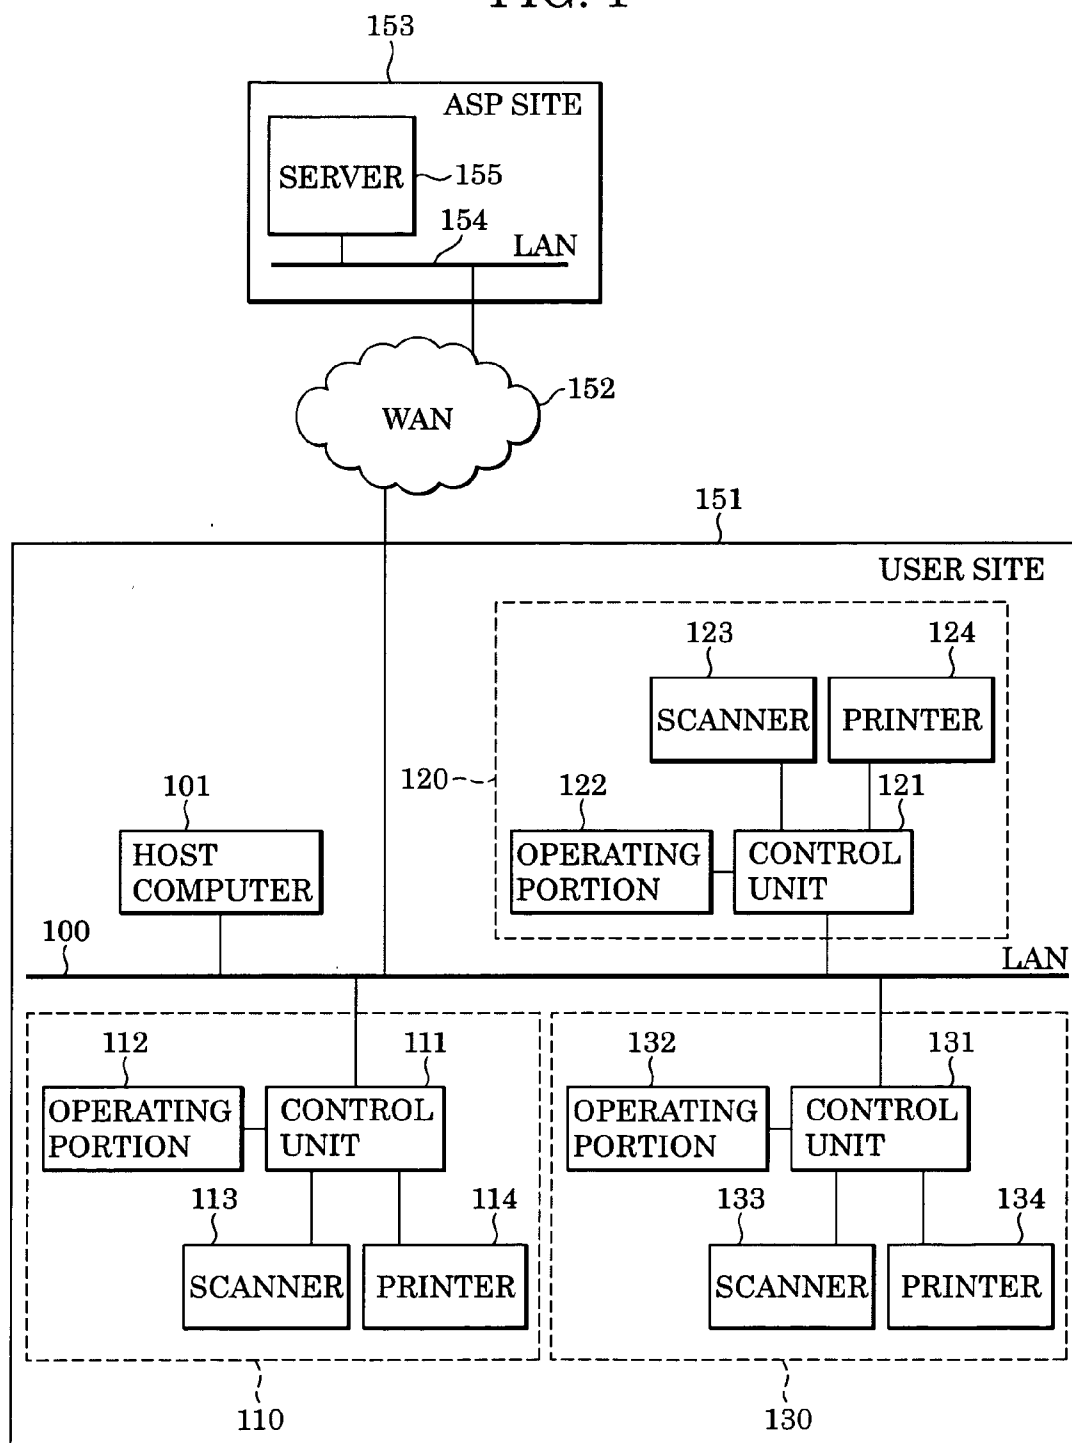 FIG. 1
153
ASP SITE
SERVER
155
154
LAN
WAN
152
151
USER SITE
123
124
SCANNER
PRINTER
120
101
122
121
HOST
COMPUTER
OPERATING
PORTION
CONTROL
UNIT
100
LAN
112
111
132
131
OPERATING
PORTION
CONTROL
UNIT
OPERATING
PORTION
CONTROL
UNIT
113
114
133
134
SCANNER
PRINTER
SCANNER
PRINTER
110
130